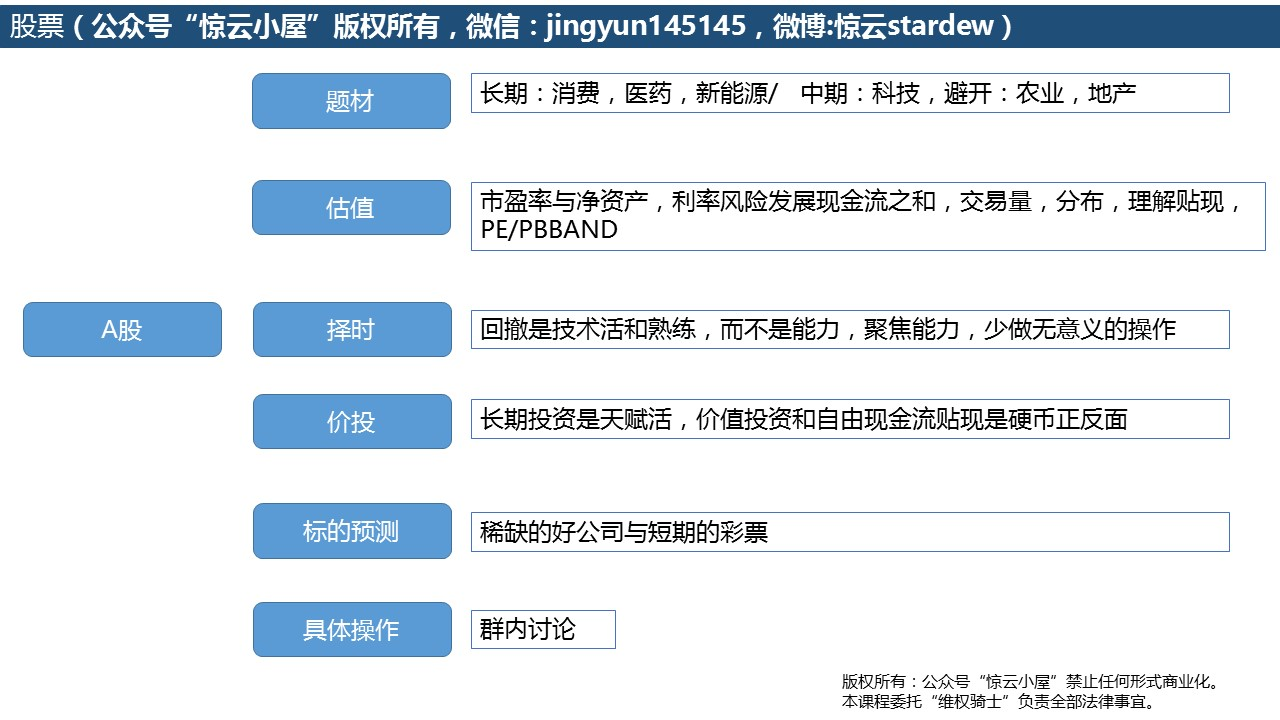 股票（公众号“惊云小屋”版权所有，微信：jingyun145145，微博:惊云stardew）
题材
长期：消费，医药，新能源/ 中期：科技，避开：农业，地产
估值
市盈率与净资产，利率风险发展现金流之和，交易量，分布，理解贴现，
PE/PBBAND
A股
择时
回撤是技术活和熟练，而不是能力，聚焦能力，少做无意义的操作
价投
长期投资是天赋活，价值投资和自由现金流贴现是硬币正反面
标的预测
稀缺的好公司与短期的彩票
具体操作
群内讨论
版权所有：公众号“惊云小屋”禁止任何形式商业化。
本课程委托“维权骑士”负责全部法律事宜。